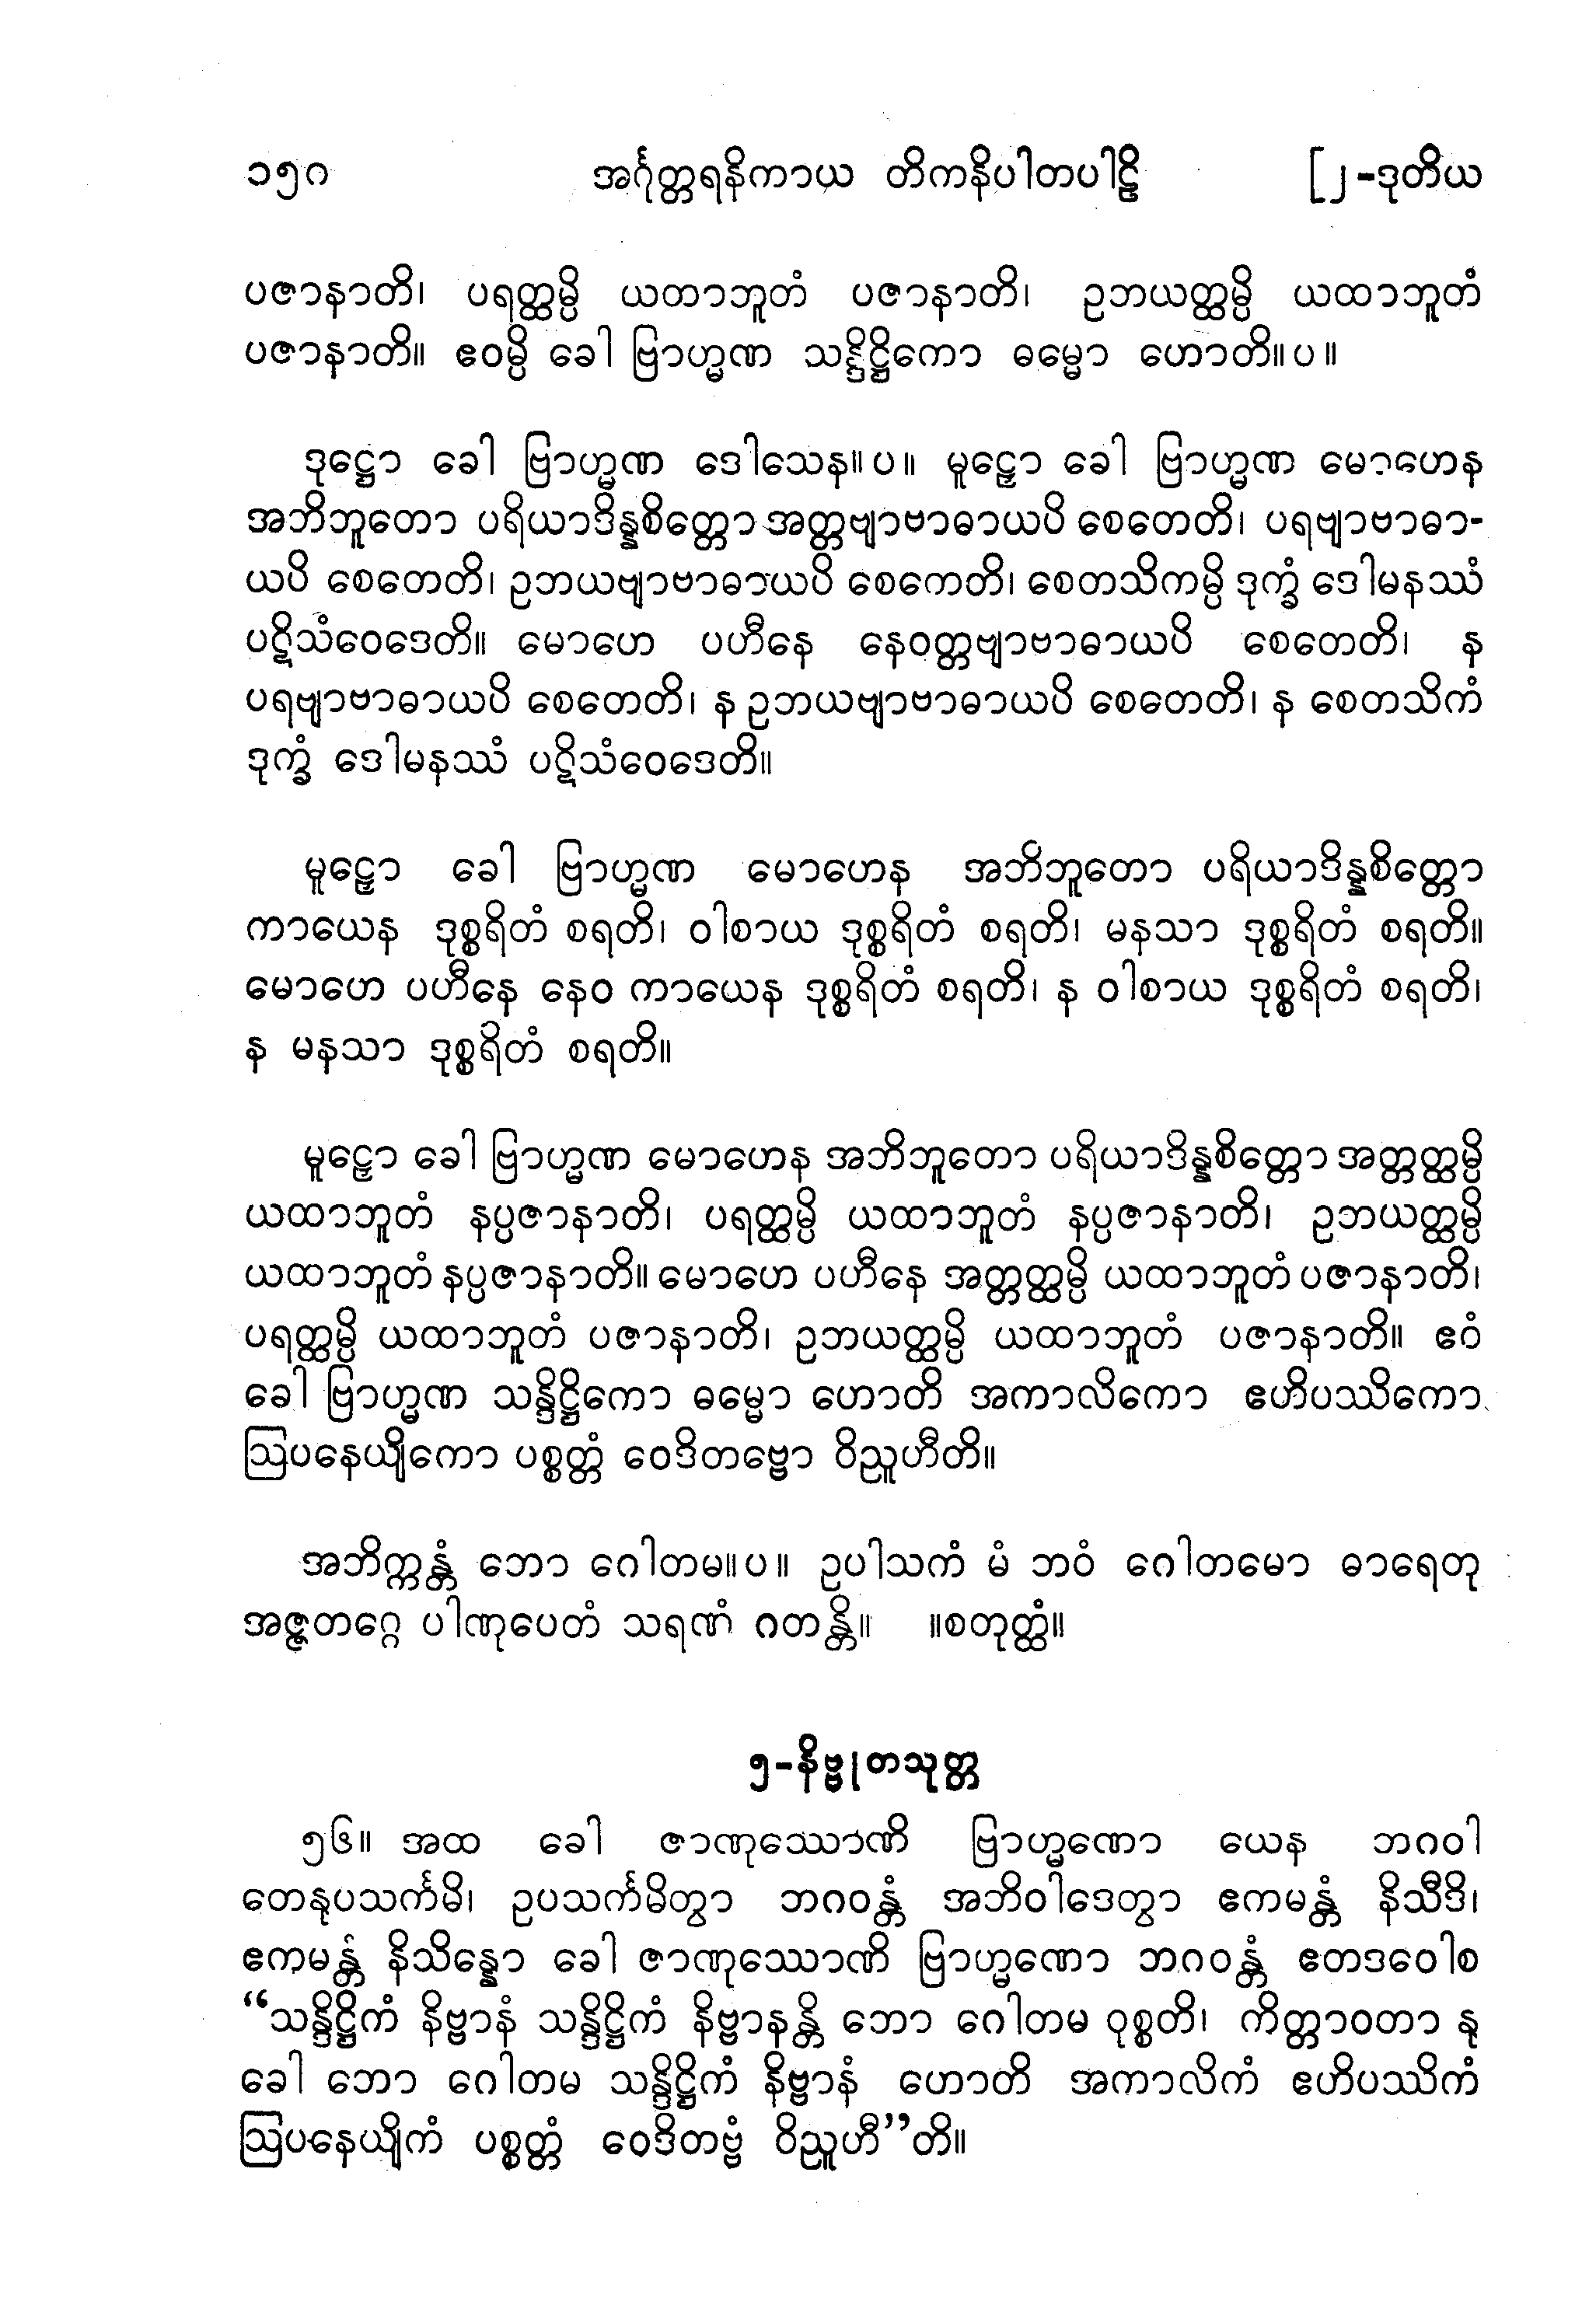 ၁၅ဂ အင်္ဂုတ္တရနိကာယ တိကနိပါတပါဠိ [၂-ဒုတိယ
ပဇာနာတိ၊ ပရတ္ထမ္ပိ ယထာဘူတံ ပဇာနာတိ၊ ဥဘယတ္ထမ္ပိ ယထာဘူတံ
ပဇာနာတိ။ ဧဝမ္ပိ ခေါ ဗြာဟ္မဏ သန္ဒိဋ္ဌိကော ဓမ္မော ဟောတိ။ပ။
ဒုဋ္ဌော ခေါ ဗြာဟ္မဏ ဒေါသေန။ပ။ မူဠှော ခေါ ဗြာဟ္မဏ မောဟေန
အဘိဘူတော ပရိယာဒိန္နစိတ္တော အတ္တဗျာဗာဓာယပိ စေတေတိ၊ ပရဗျာဗာဓာ-
ယပိ စေတေတိ၊ ဥဘယဗျာဗာဓာယပိ စေကေတိ၊ စေတသိကမ္ပိ ဒုက္ခံ ဒေါမနဿံ
ပဋိသံဝေဒေတိ။ မောဟေ ပဟီနေ နေဝတ္တဗျာဗာဓာယပိ စေတေတိ၊ န
ပရဗျာဗာဓာယပိ စေတေတိ၊ န ဥဘယဗျာဗာဓာယပိ စေတေတိ၊ န စေတသိကံ
ဒုက္ခံ ဒေါမနဿံ ပဋိသံဝေဒေတိ။
မူဠှော ခေါ ဗြာဟ္မဏ မောဟေန အဘိဘူတော ပရိယာဒိန္နစိတ္တော
ကာယေန ဒုစ္စရိတံ စရတိ၊ ဝါစာယ ဒုစ္စရိတံ စရတိ၊ မနသာ ဒုစ္စရိတံ စရတိ။
မောဟေ ပဟီနေ နေဝ ကာယေန ဒုစ္စရိတံ စရတိ၊ န ဝါစာယ ဒုစ္စရိတံ စရတိ၊
န မနသာ ဒုစ္စရိတံ စရတိ။
မူဠှော ခေါ ဗြာဟ္မဏ မောဟေန အဘိဘူတော ပရိယာဒိန္နစိတ္တော အတ္တတ္ထမ္ပိ
ယထာဘူတံ နပ္ပဇာနာတိ၊ ပရတ္ထမ္ပိ ယထာဘူတံ နပ္ပဇာနာတိ၊ ဥဘယတ္ထမ္ပိ
ယထာဘူတံ နပ္ပဇာနာတိ။ မောဟေ ပဟီနေ အတ္တတ္ထမ္ပိ ယထာဘူတံ ပဇာနာတိ၊
ပရတ္ထမ္ပိ ယထာဘူတံ ပဇာနာတိ၊ ဥဘယတ္ထမ္ပိ ယထာဘူတံ ပဇာနာတိ။ ဧဝံ
ခေါ ဗြာဟ္မဏ သန္ဒိဋ္ဌိကော ဓမ္မော ဟောတိ အကာလိကော ဧဟိပဿိကော
ဩပနေယျိကော ပစ္စတ္တံ ဝေဒိတဗ္ဗော ဝိညူဟီတိ။
အဘိက္ကန္တံ ဘော ဂေါတမ။ပ။ ဥပါသကံ မံ ဘဝံ ဂေါတမော ဓာရေတု
အဇ္ဇတဂ္ဂေ ပါဏုပေတံ သရဏံ ဂတန္တိ။ ။စတုတ္ထံ။
၅-နိဗ္ဗုတသုတ္တ
၅၆။ အထ ခေါ ဇာဏုဿောဏိ ဗြာဟ္မဏော ယေန ဘဂဝါ
တေနုပသင်္ကမိ၊ ဥပသင်္ကမိတွာ ဘဂဝန္တံ အဘိဝါဒေတွာ ဧကမန္တံ နိသီဒိ၊
ဧကမန္တံ နိသိန္နော ခေါ ဇာဏုဿောဏိ ဗြာဟ္မဏော ဘဂဝန္တံ ဧတဒဝေါစ
“သန္ဒိဋ္ဌိကံ နိဗ္ဗာနံ သန္ဒိဋ္ဌိကံ နိဗ္ဗာနန္တိ ဘော ဂေါတမ ဝုစ္စတိ၊ ကိတ္တာဝတာ နု
ခေါ ဘော ဂေါတမ သန္ဒိဋ္ဌိကံ နိဗ္ဗာနံ ဟောတိ အကာလိကံ ဧဟိပဿိကံ
ဩပနေယျိကံ ပစ္စတ္တံ ဝေဒိတဗ္ဗံ ဝိညူဟီ”တိ။